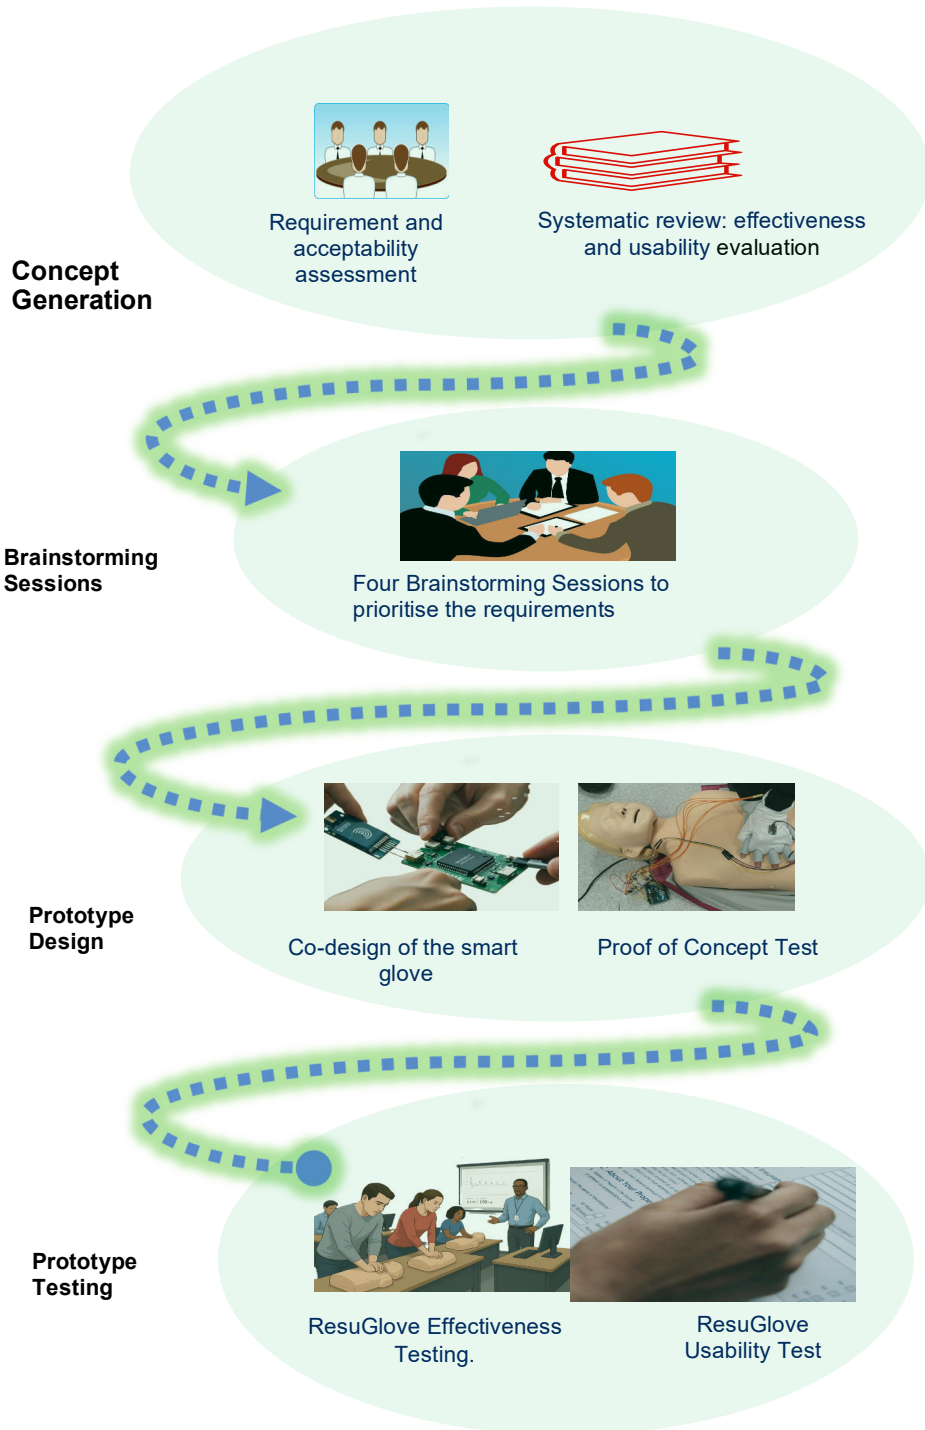 Requirement and
acceptability
assessment
Systematic review: effectiveness
and usability evaluation
Concept
Generation
Brainstorming
Sessions
Four Brainstorming Sessions to
prioritise the requirements
Prototype
Design
Co-design of the smart
glove
Proof of Concept Test
Prototype
Testing
ResuGlove Effectiveness
Testing.
ResuGlove
Usability Test